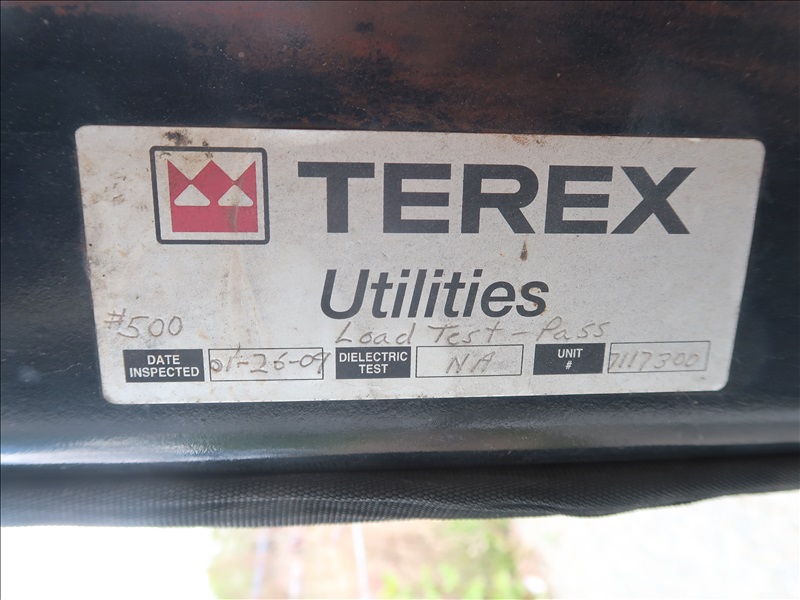 TEREX
Utilities
#500 Load Test - Pass
DATE INSPECTED 01-26-09 DIELECTRIC TEST NA UNIT # 7117300